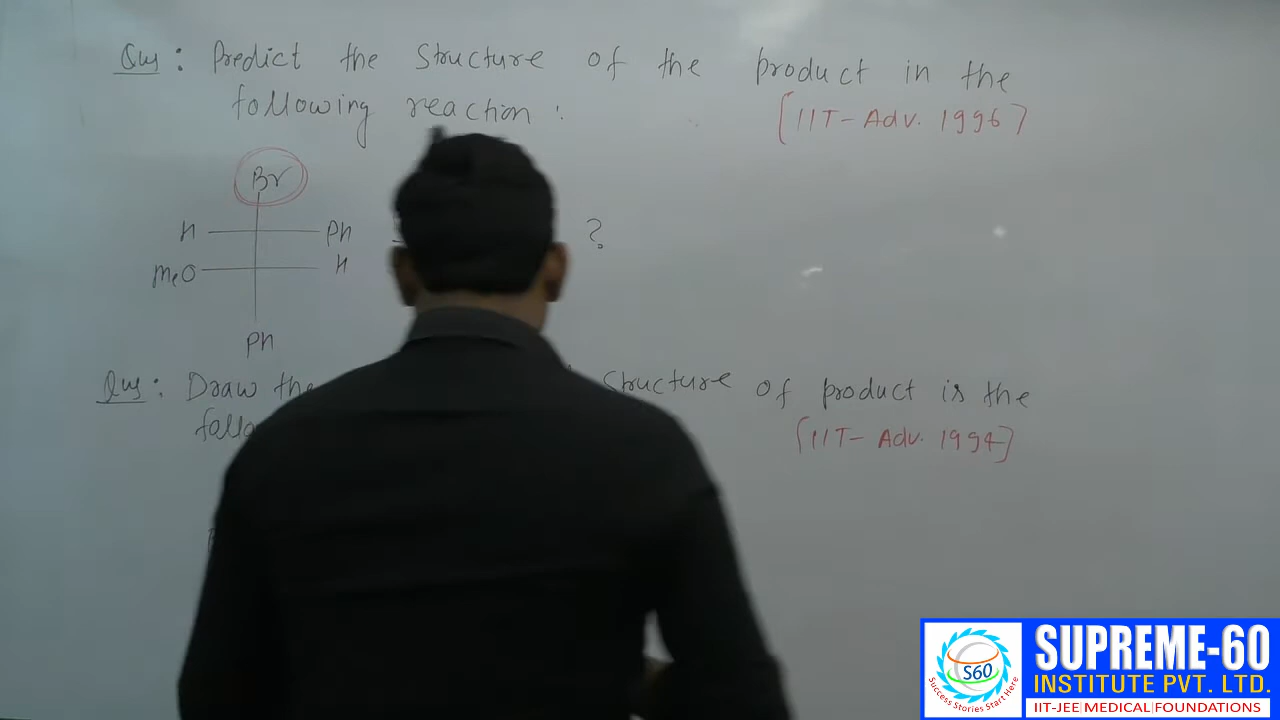 Qus : Predict the structure of the product in the
following reaction : [IIT-Adv. 1996]
Br
H Ph ?
MeO H
Ph
Qus : Draw the structure of product is the
[IIT- Adv. 1994]
S60
Success Stories Start Here
SUPREME-60
INSTITUTE PVT. LTD.
IIT-JEE MEDICAL FOUNDATIONS